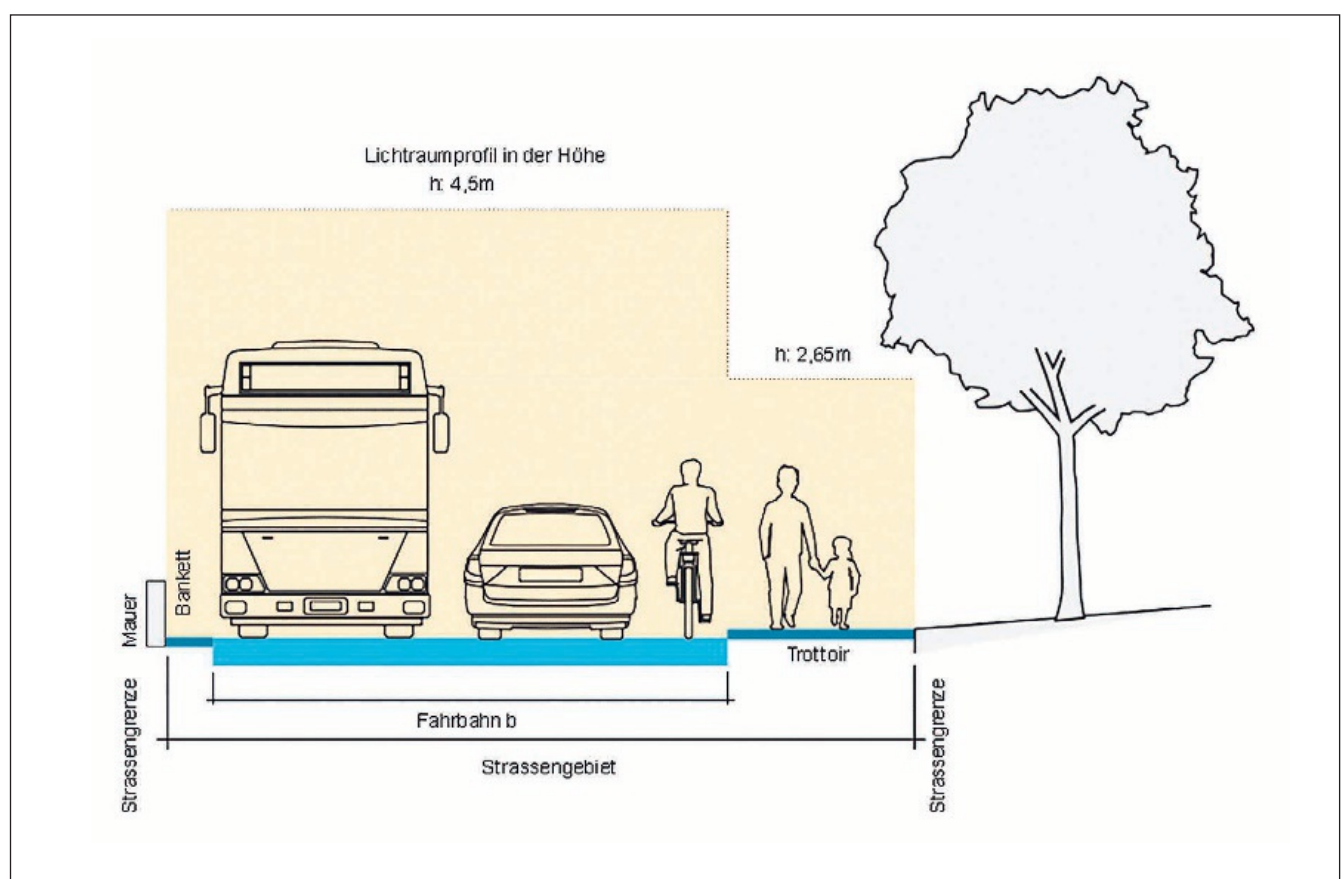 Lichtraumprofil in der Höhe
h: 4,5m
h: 2,65m
Mauer
Bankett
Trottoir
Strassengrenze
Fahrbahn b
Strassengebiet
Strassengrenze